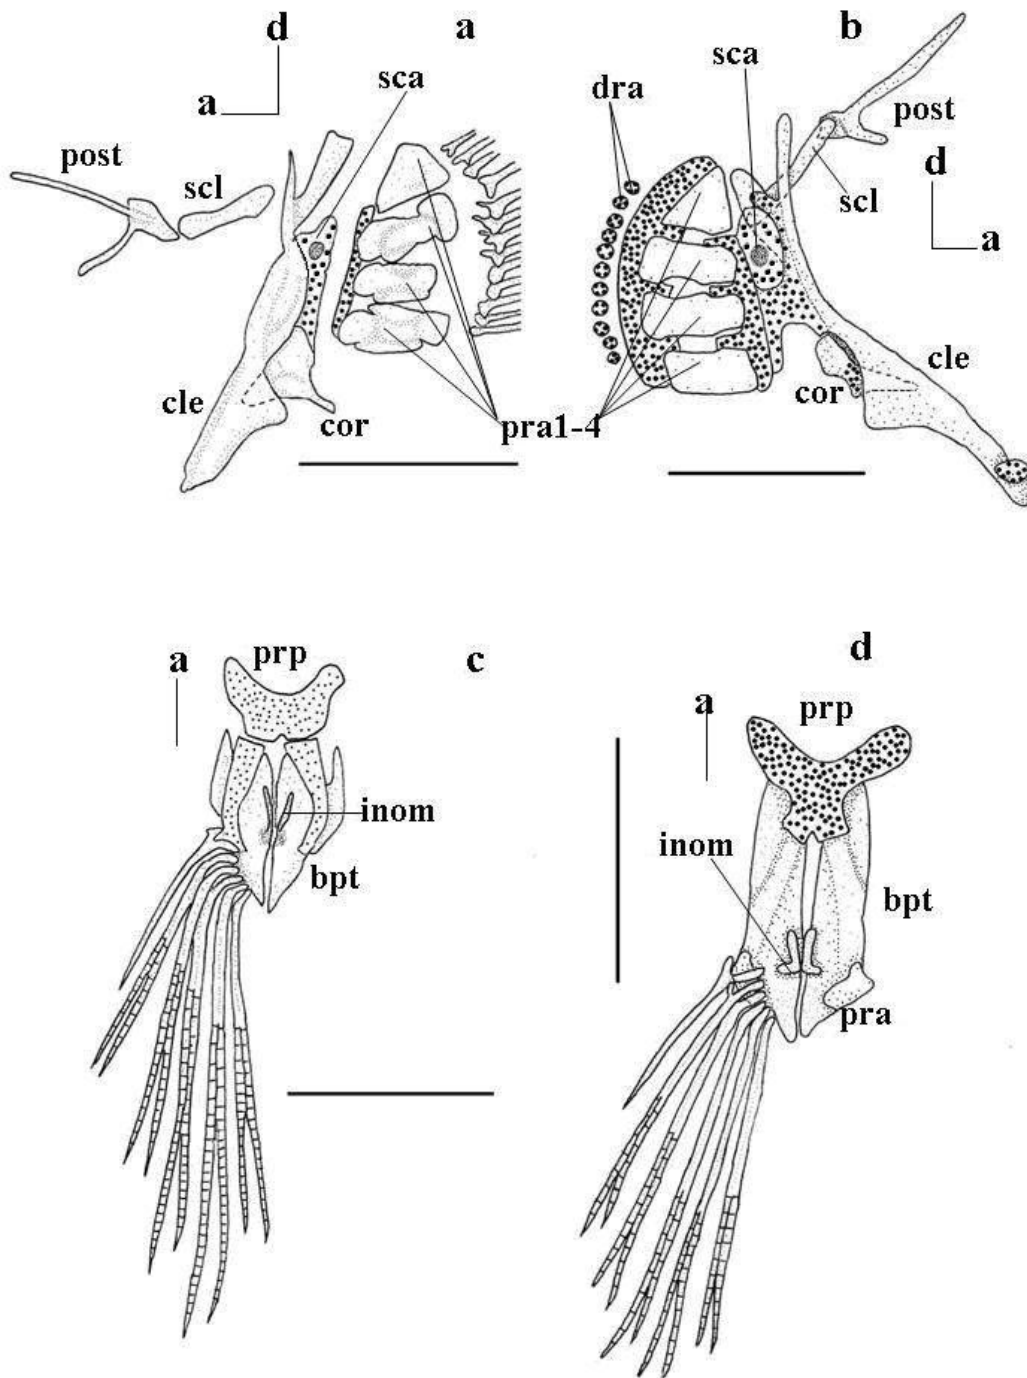 d
a
b
sca
sca
dra
a
post
post
scl
scl
d
a
cle
cle
cor
cor
pra1-4
a
prp
c
d
a
prp
inom
inom
bpt
bpt
pra